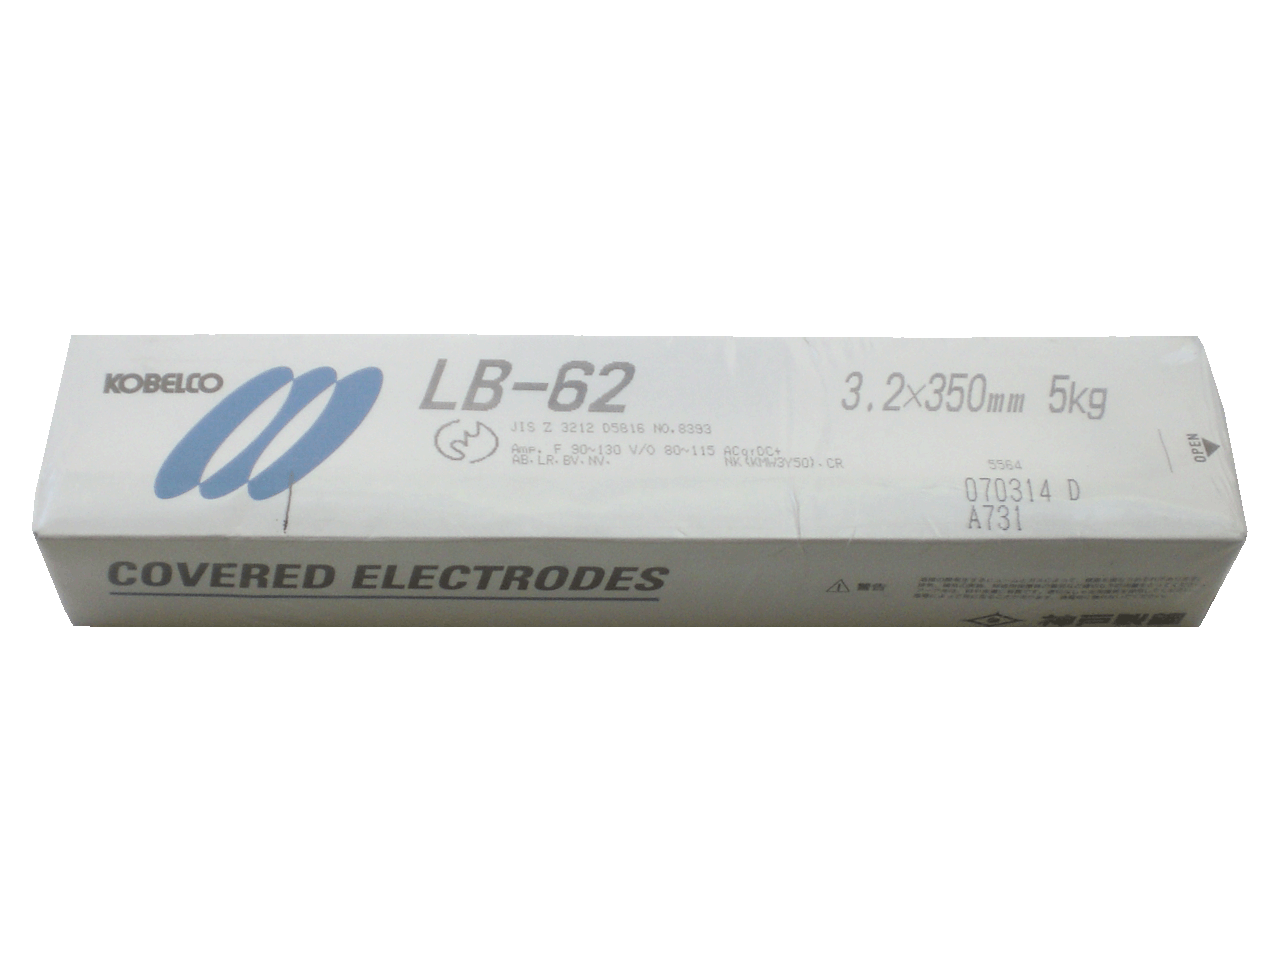 KOBELCO
LB-62
3.2×350mm 5kg
JIS Z 3212 D5816 NO.8393
Amp. F 90~130 V/O 80~115 ACorDC+
AB.LR.BV.NV. NK(KMW3Y50).CR
OPEN
5564
070314 D
A731
COVERED ELECTRODES
⚠ 警告
神戸製鋼